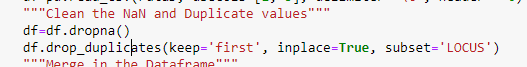 """Clean the NaN and Duplicate values"""
df=df.dropna()
df.drop_duplicates(keep='first', inplace=True, subset='LOCUS')
"""Merge in the Dataframe"""